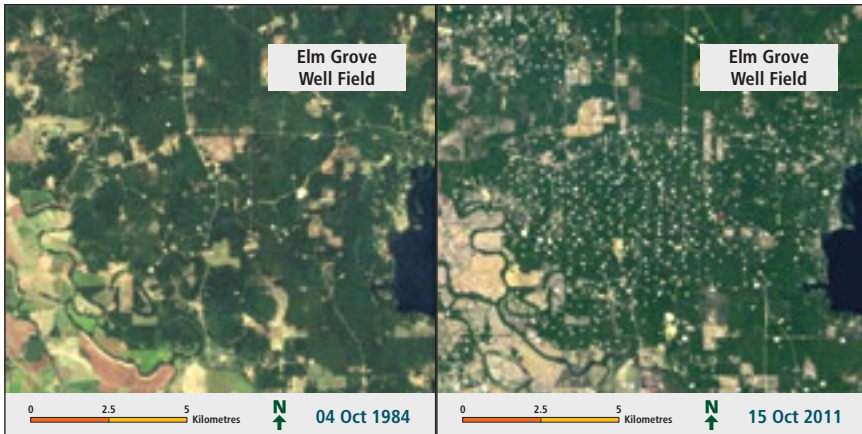 Elm Grove
Well Field
0 2.5 5
Kilometres
N
04 Oct 1984
Elm Grove
Well Field
0 2.5 5
Kilometres
N
15 Oct 2011